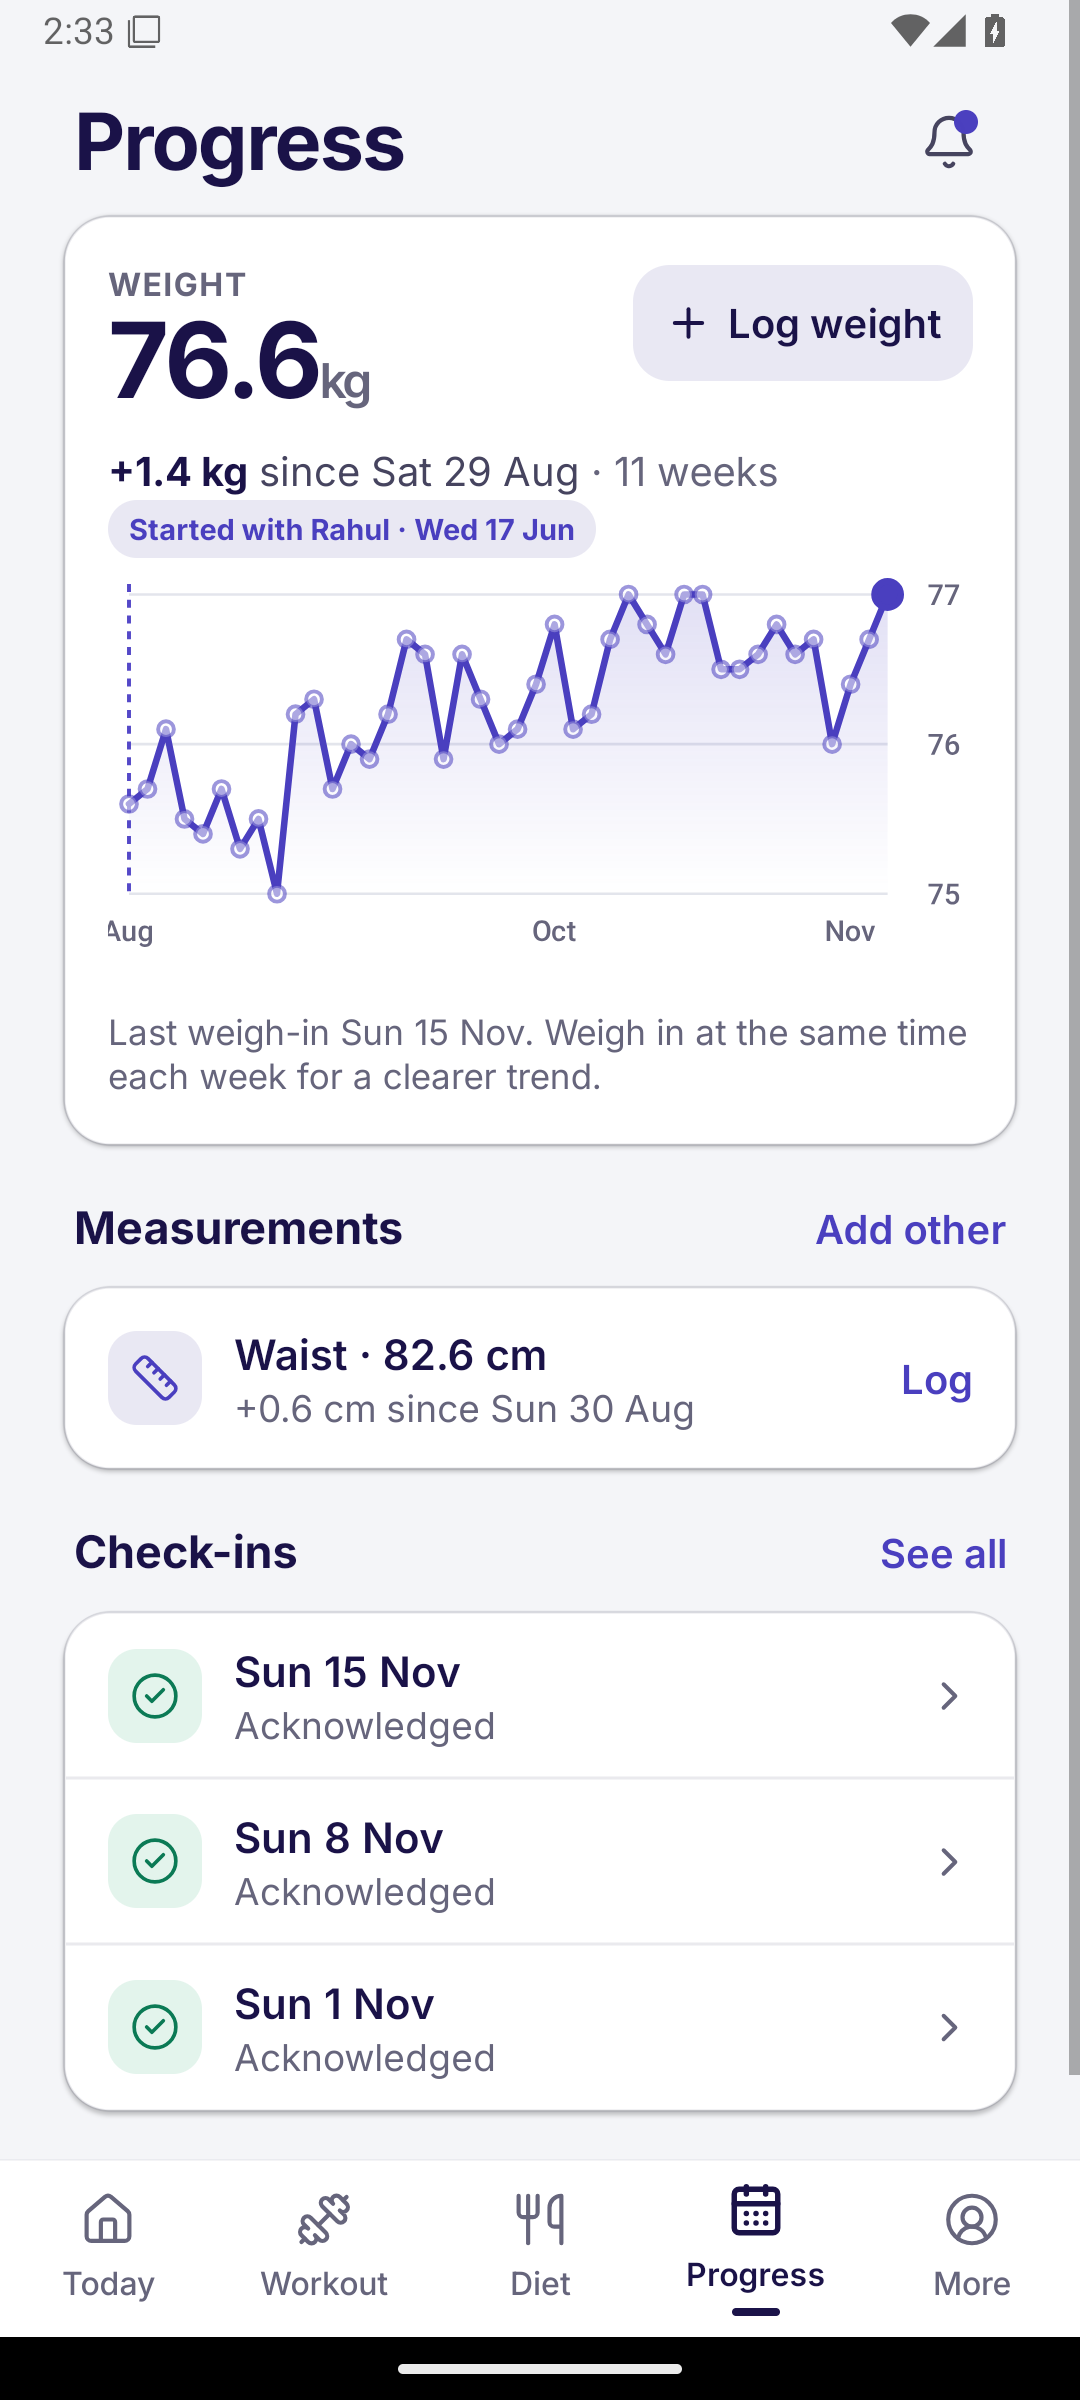 2:33
Progress
WEIGHT
76.6kg
+ Log weight
+1.4 kg since Sat 29 Aug · 11 weeks
Started with Rahul · Wed 17 Jun
77
76
75
Aug Oct Nov
Last weigh-in Sun 15 Nov. Weigh in at the same time
each week for a clearer trend.
Measurements
Add other
Waist · 82.6 cm
+0.6 cm since Sun 30 Aug
Log
Check-ins
See all
Sun 15 Nov
Acknowledged
Sun 8 Nov
Acknowledged
Sun 1 Nov
Acknowledged
Today Workout Diet Progress More